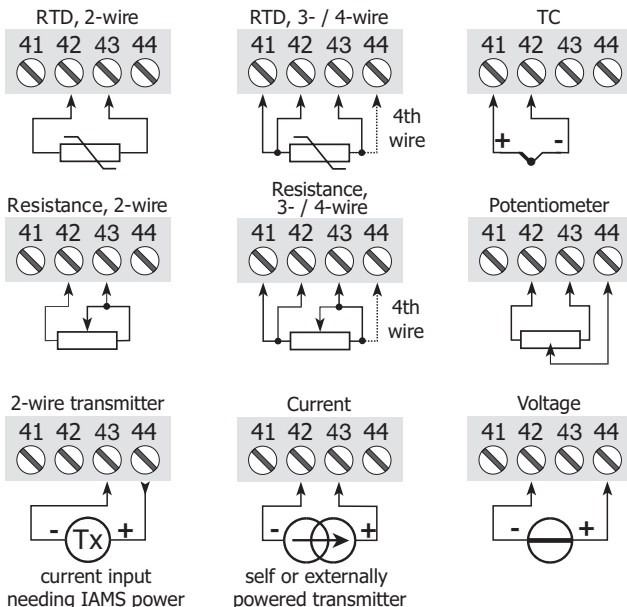 RTD, 2-wire
41 42 43 44
RTD, 3- / 4-wire
41 42 43 44
4th
wire
TC
41 42 43 44
+ -
Resistance, 2-wire
41 42 43 44
Resistance,
3- / 4-wire
41 42 43 44
4th
wire
Potentiometer
41 42 43 44
2-wire transmitter
41 42 43 44
- Tx +
current input
needing IAMS power
Current
41 42 43 44
- +
self or externally
powered transmitter
Voltage
41 42 43 44
- +